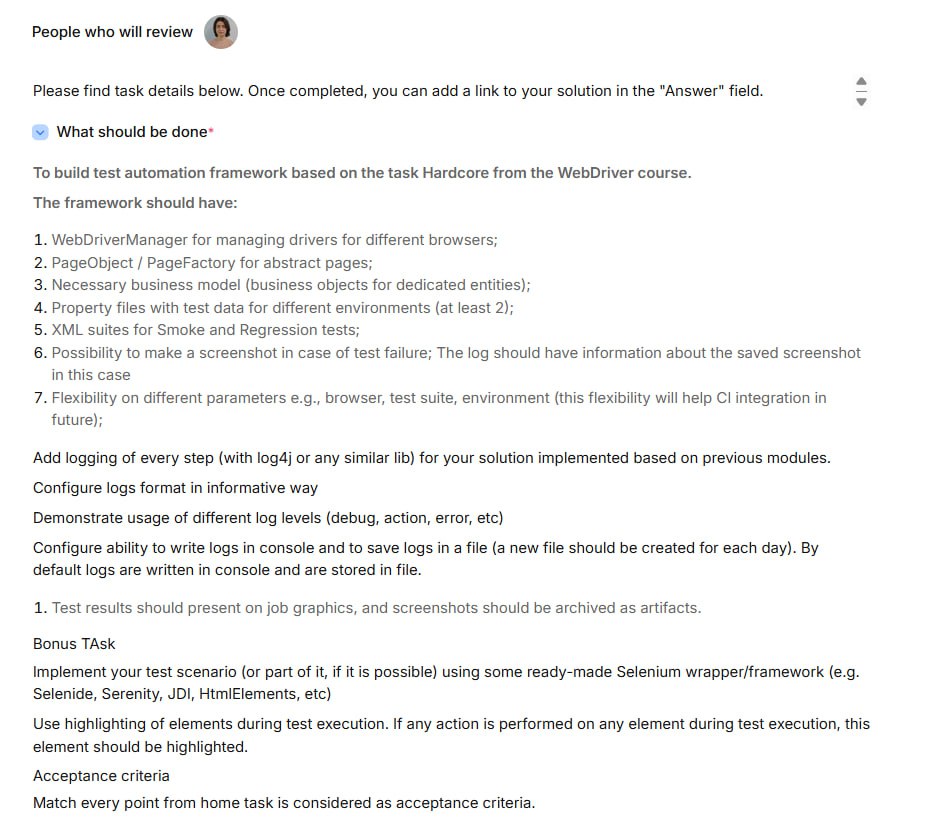 People who will review
Please find task details below. Once completed, you can add a link to your solution in the "Answer" field.
What should be done*
To build test automation framework based on the task Hardcore from the WebDriver course.
The framework should have:
1. WebDriverManager for managing drivers for different browsers;
2. PageObject / PageFactory for abstract pages;
3. Necessary business model (business objects for dedicated entities);
4. Property files with test data for different environments (at least 2);
5. XML suites for Smoke and Regression tests;
6. Possibility to make a screenshot in case of test failure; The log should have information about the saved screenshot
in this case
7. Flexibility on different parameters e.g., browser, test suite, environment (this flexibility will help CI integration in
future);
Add logging of every step (with log4j or any similar lib) for your solution implemented based on previous modules.
Configure logs format in informative way
Demonstrate usage of different log levels (debug, action, error, etc)
Configure ability to write logs in console and to save logs in a file (a new file should be created for each day). By
default logs are written in console and are stored in file.
1. Test results should present on job graphics, and screenshots should be archived as artifacts.
Bonus TAsk
Implement your test scenario (or part of it, if it is possible) using some ready-made Selenium wrapper/framework (e.g.
Selenide, Serenity, JDI, HtmlElements, etc)
Use highlighting of elements during test execution. If any action is performed on any element during test execution, this
element should be highlighted.
Acceptance criteria
Match every point from home task is considered as acceptance criteria.